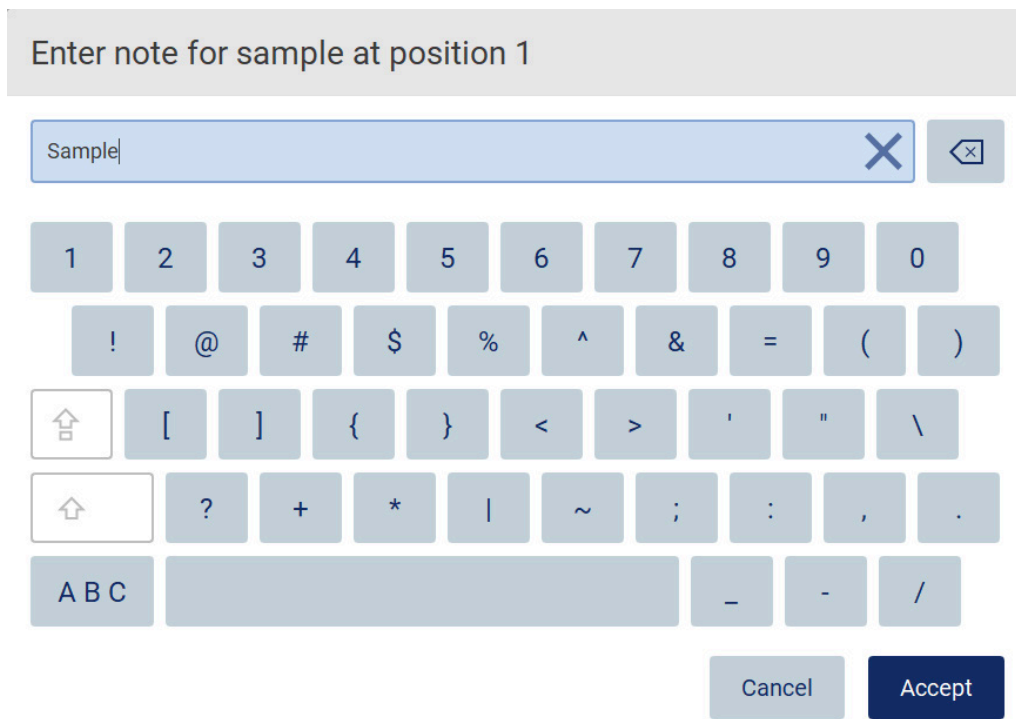 Enter note for sample at position 1
Sample
1 2 3 4 5 6 7 8 9 0
! @ # $ % ^ & = ( )
[ ] { } < > ' " \
? + * | ~ ; : , .
A B C _ - /
Cancel Accept